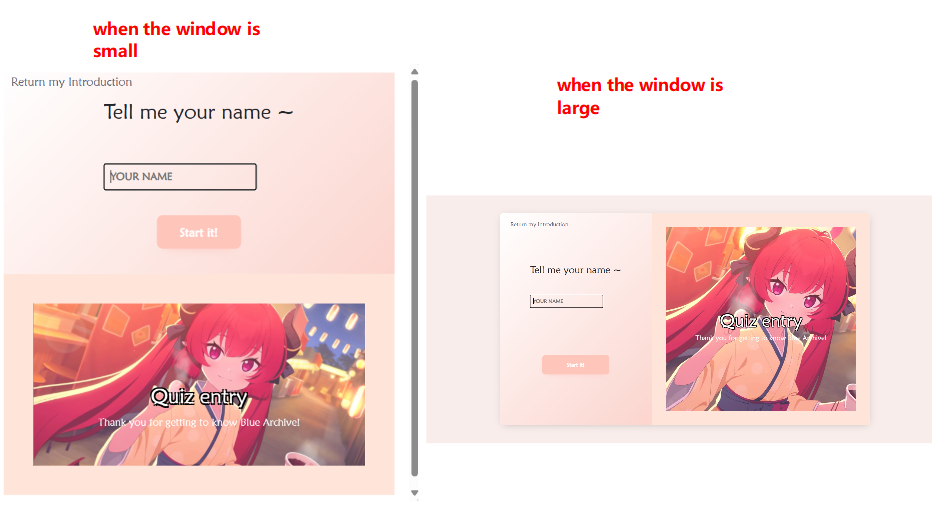 when the window is
small
Return my Introduction
Tell me your name ~
YOUR NAME
Start it!
Quiz entry
Thank you for getting to know Blue Archive!
when the window is
large
Return my Introduction
Tell me your name ~
YOUR NAME
Start it!
Quiz entry
Thank you for getting to know Blue Archive!